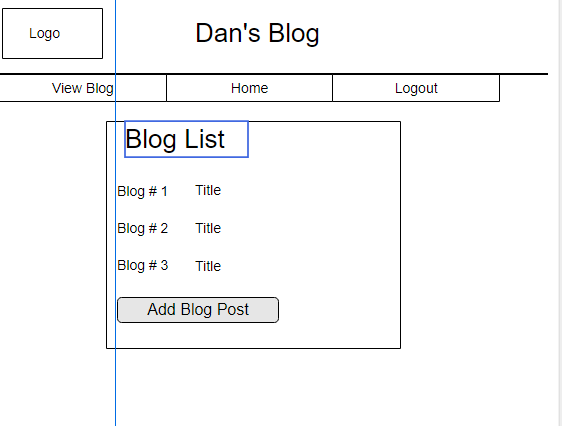 Logo
Dan's Blog
View Blog Home Logout
Blog List
Blog # 1 Title
Blog # 2 Title
Blog # 3 Title
Add Blog Post